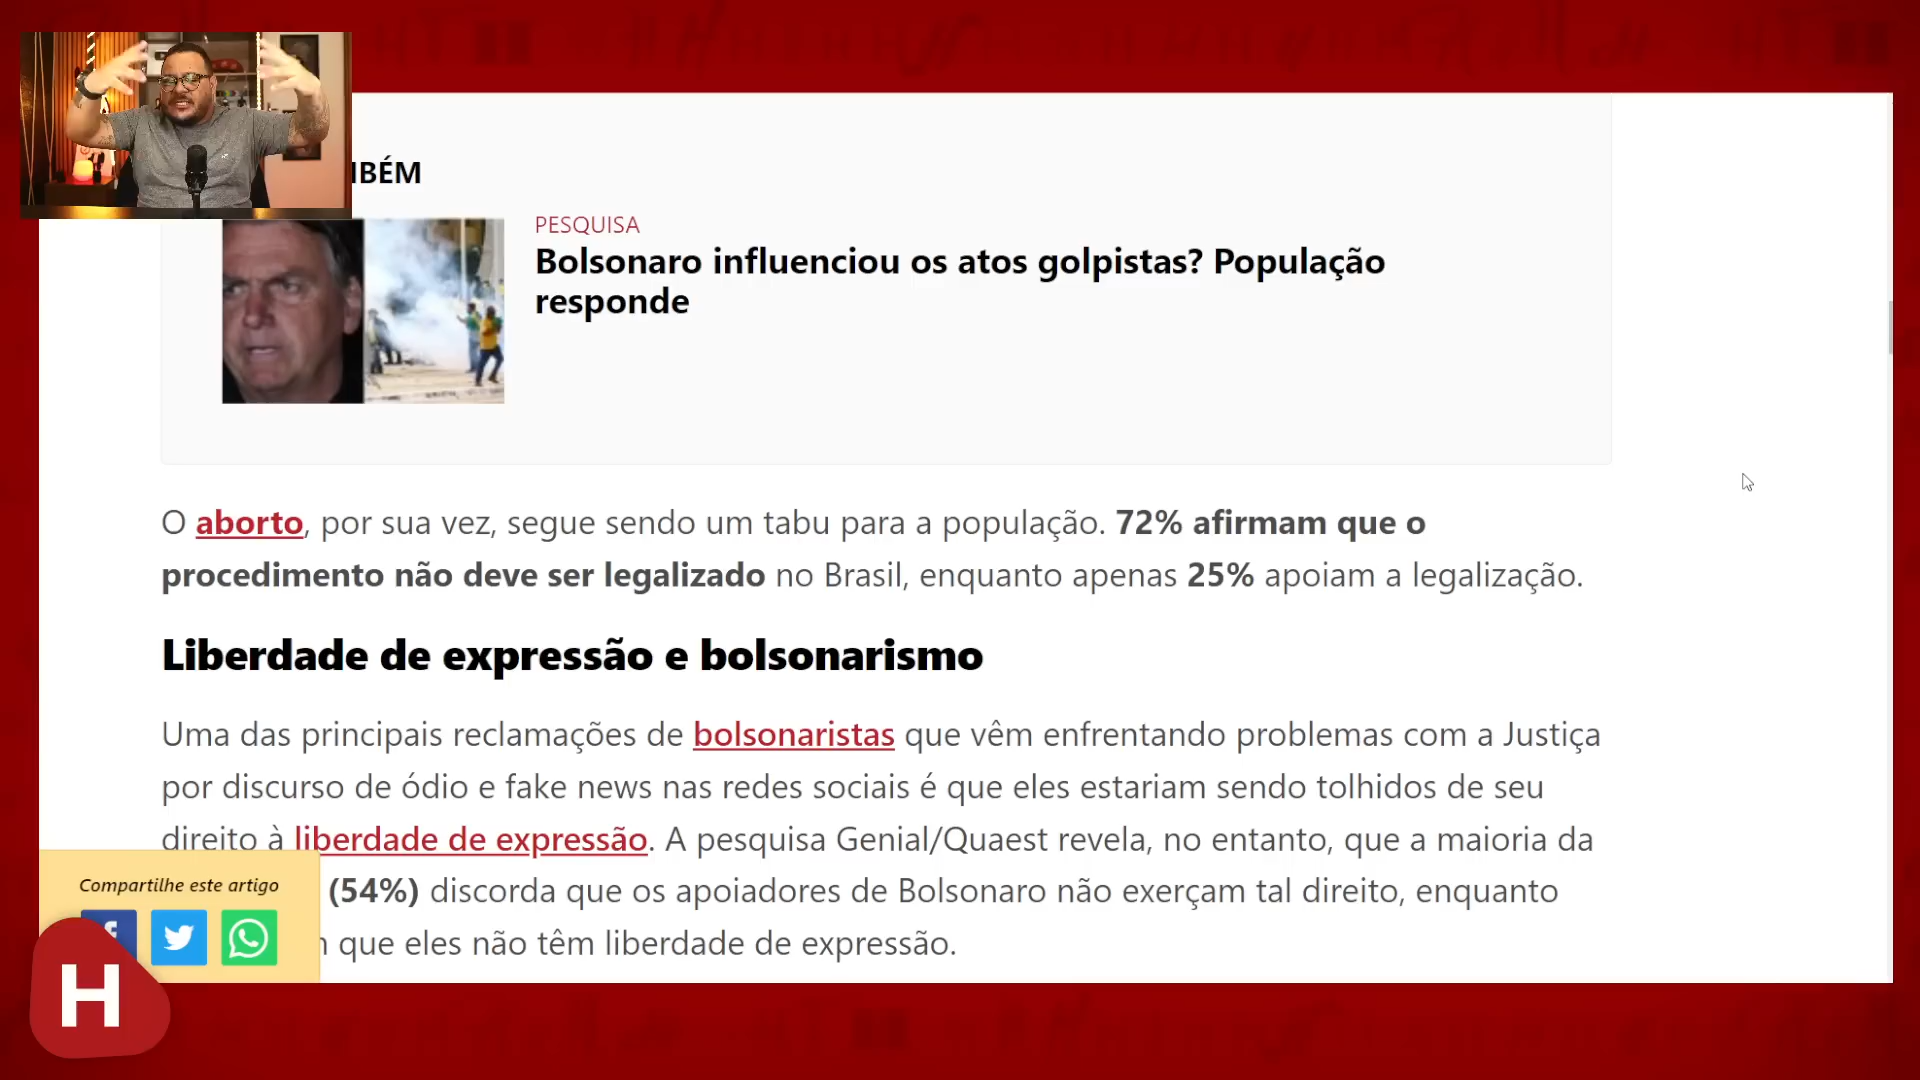 MBÉM
PESQUISA
Bolsonaro influenciou os atos golpistas? População
responde
O aborto, por sua vez, segue sendo um tabu para a população. 72% afirmam que o
procedimento não deve ser legalizado no Brasil, enquanto apenas 25% apoiam a legalização.
Liberdade de expressão e bolsonarismo
Uma das principais reclamações de bolsonaristas que vêm enfrentando problemas com a Justiça
por discurso de ódio e fake news nas redes sociais é que eles estariam sendo tolhidos de seu
direito à liberdade de expressão. A pesquisa Genial/Quaest revela, no entanto, que a maioria da
(54%) discorda que os apoiadores de Bolsonaro não exerçam tal direito, enquanto
que eles não têm liberdade de expressão.
Compartilhe este artigo
H